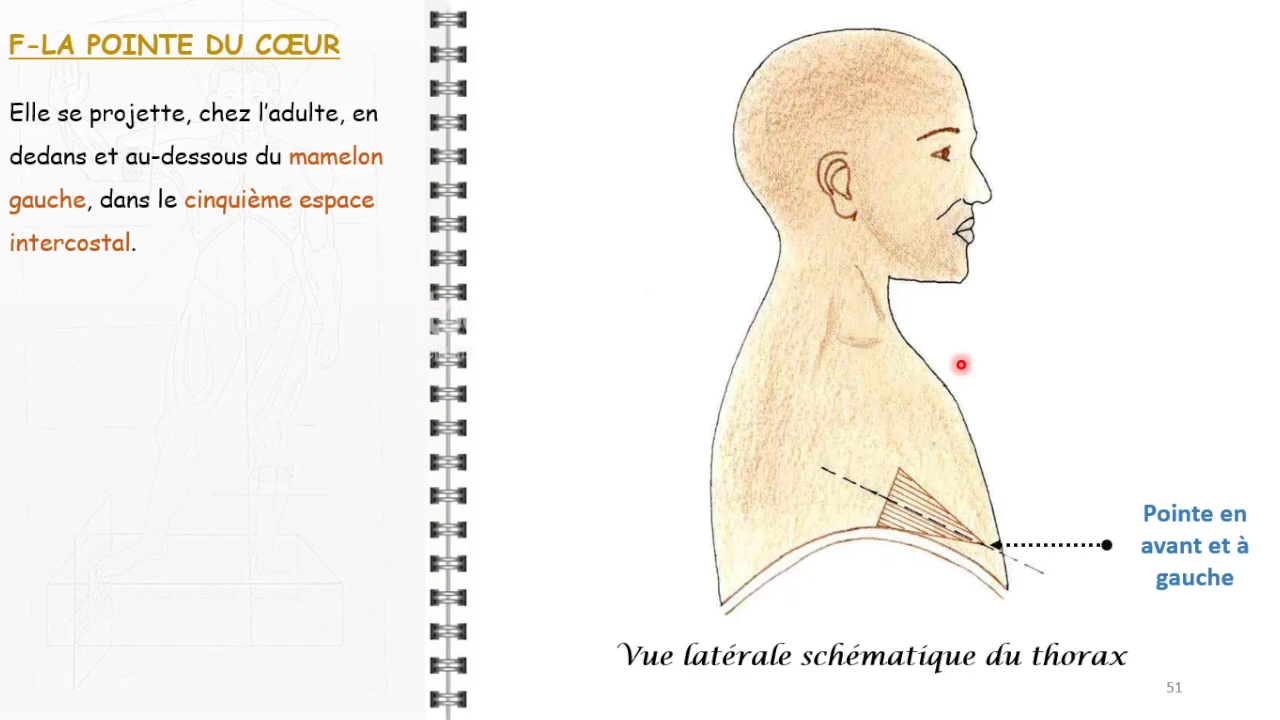 F-LA POINTE DU CŒUR
Elle se projette, chez l'adulte, en
dedans et au-dessous du mamelon
gauche, dans le cinquième espace
intercostal.
Pointe en
avant et à
gauche
Vue latérale schématique du thorax
51